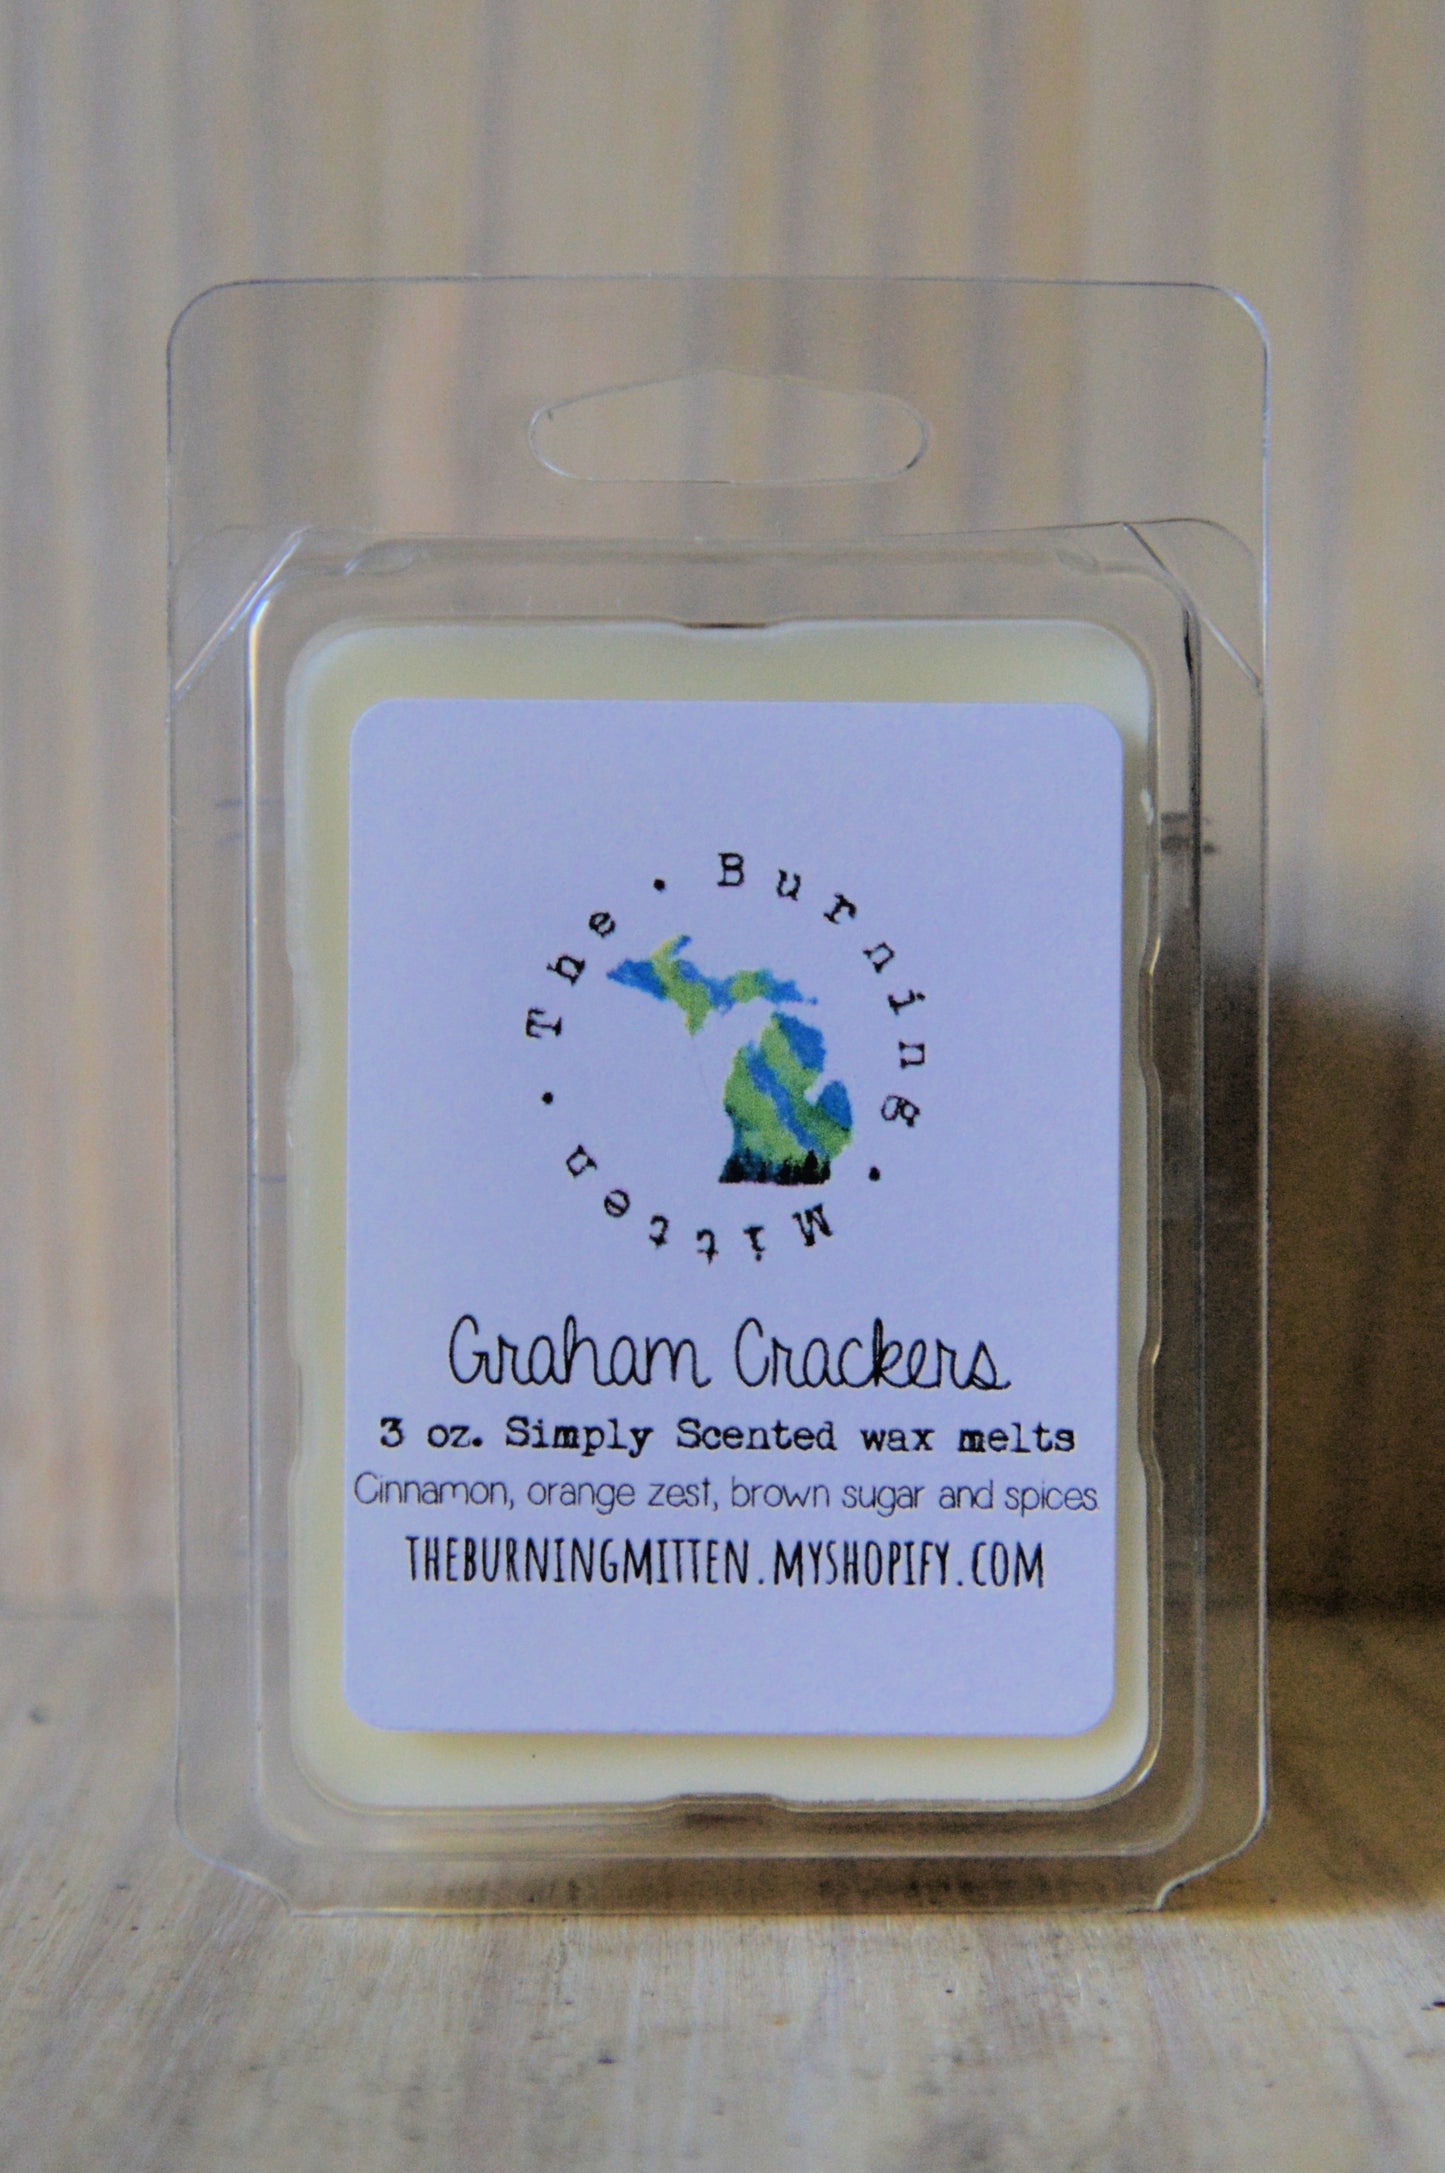 The · Burning · Mitten ·
Graham Crackers
3 oz. Simply Scented wax melts
Cinnamon, orange zest, brown sugar and spices
THEBURNINGMITTEN.MYSHOPIFY.COM